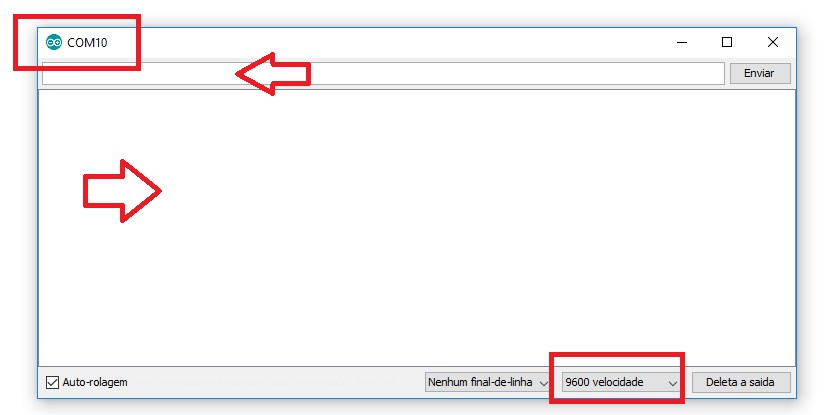 COM10
Enviar
Auto-rolagem
Nenhum final-de-linha
9600 velocidade
Deleta a saida